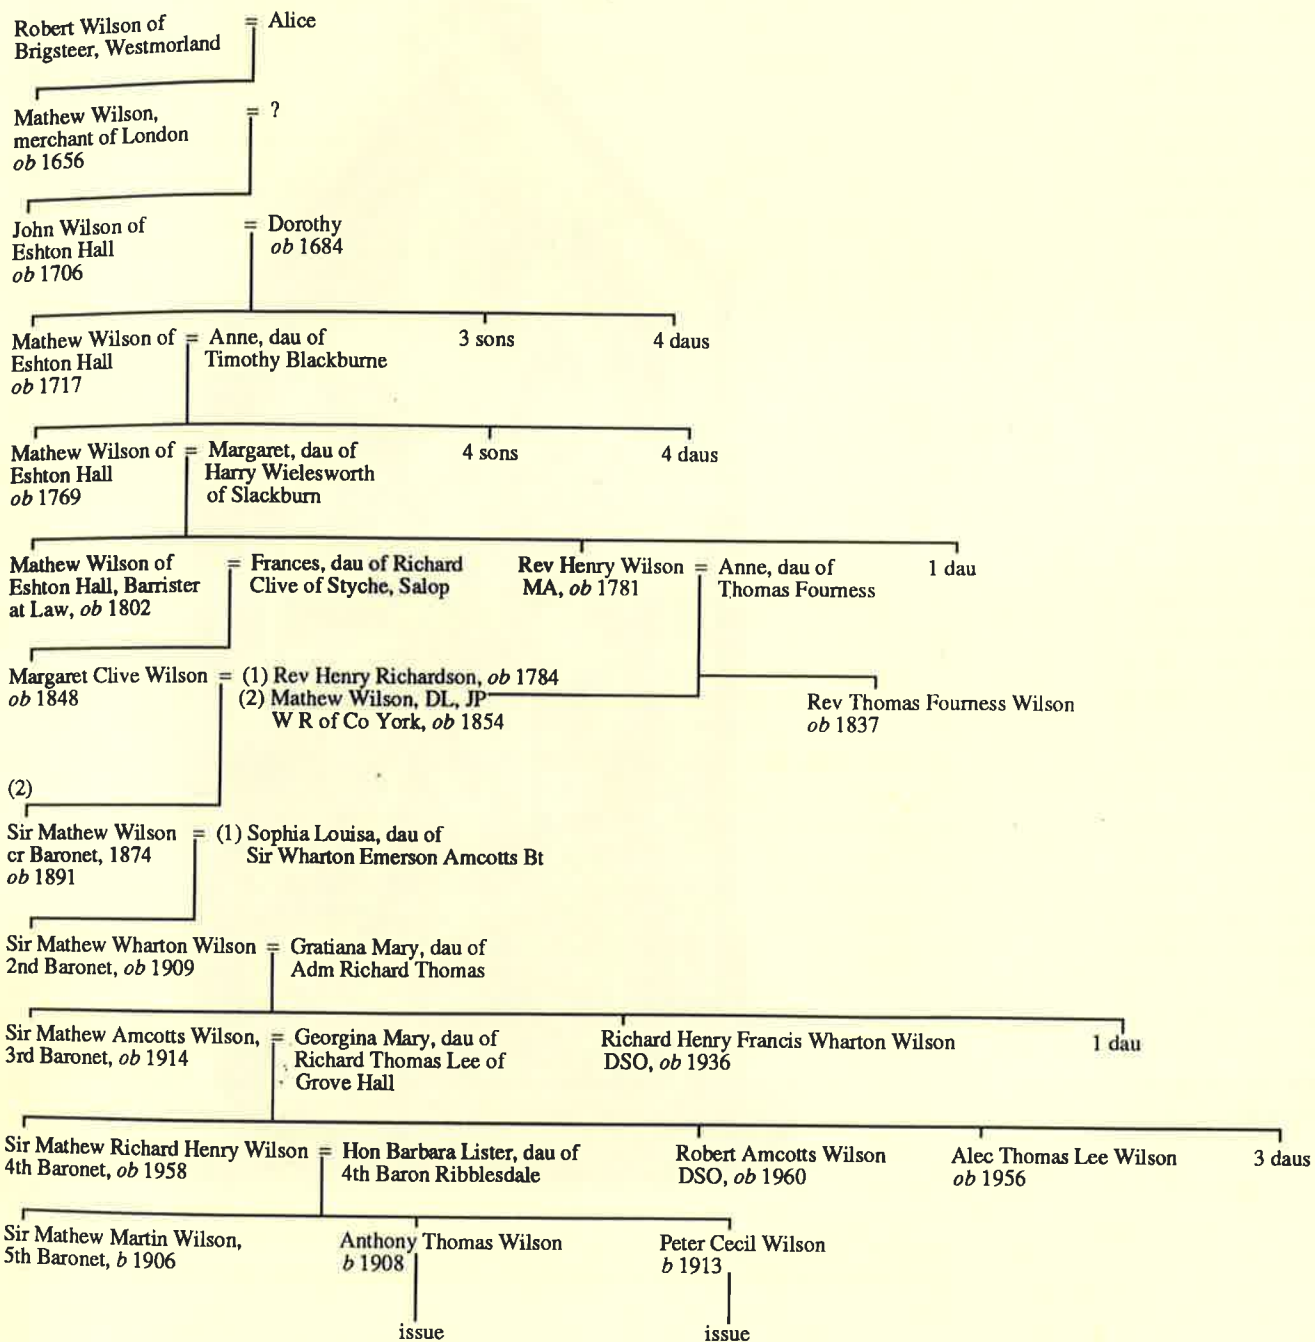 Robert Wilson of
Brigsteer, Westmorland
= Alice
Mathew Wilson,
merchant of London
ob 1656
= ?
John Wilson of
Eshton Hall
ob 1706
= Dorothy
ob 1684
Mathew Wilson of
Eshton Hall
ob 1717
= Anne, dau of
Timothy Blackburne
3 sons
4 daus
Mathew Wilson of
Eshton Hall
ob 1769
= Margaret, dau of
Harry Wielesworth
of Slackburn
4 sons
4 daus
Mathew Wilson of
Eshton Hall, Barrister
at Law, ob 1802
= Frances, dau of Richard
Clive of Styche, Salop
Rev Henry Wilson
MA, ob 1781
= Anne, dau of
Thomas Fourness
1 dau
Margaret Clive Wilson
ob 1848
= (1) Rev Henry Richardson, ob 1784
(2) Mathew Wilson, DL, JP
W R of Co York, ob 1854
Rev Thomas Fourness Wilson
ob 1837
(2)
Sir Mathew Wilson
cr Baronet, 1874
ob 1891
= (1) Sophia Louisa, dau of
Sir Wharton Emerson Amcotts Bt
Sir Mathew Wharton Wilson
2nd Baronet, ob 1909
= Gratiana Mary, dau of
Adm Richard Thomas
Sir Mathew Amcotts Wilson,
3rd Baronet, ob 1914
= Georgina Mary, dau of
Richard Thomas Lee of
Grove Hall
Richard Henry Francis Wharton Wilson
DSO, ob 1936
1 dau
Sir Mathew Richard Henry Wilson
4th Baronet, ob 1958
= Hon Barbara Lister, dau of
4th Baron Ribblesdale
Robert Amcotts Wilson
DSO, ob 1960
Alec Thomas Lee Wilson
ob 1956
3 daus
Sir Mathew Martin Wilson,
5th Baronet, b 1906
Anthony Thomas Wilson
b 1908
Peter Cecil Wilson
b 1913
issue
issue